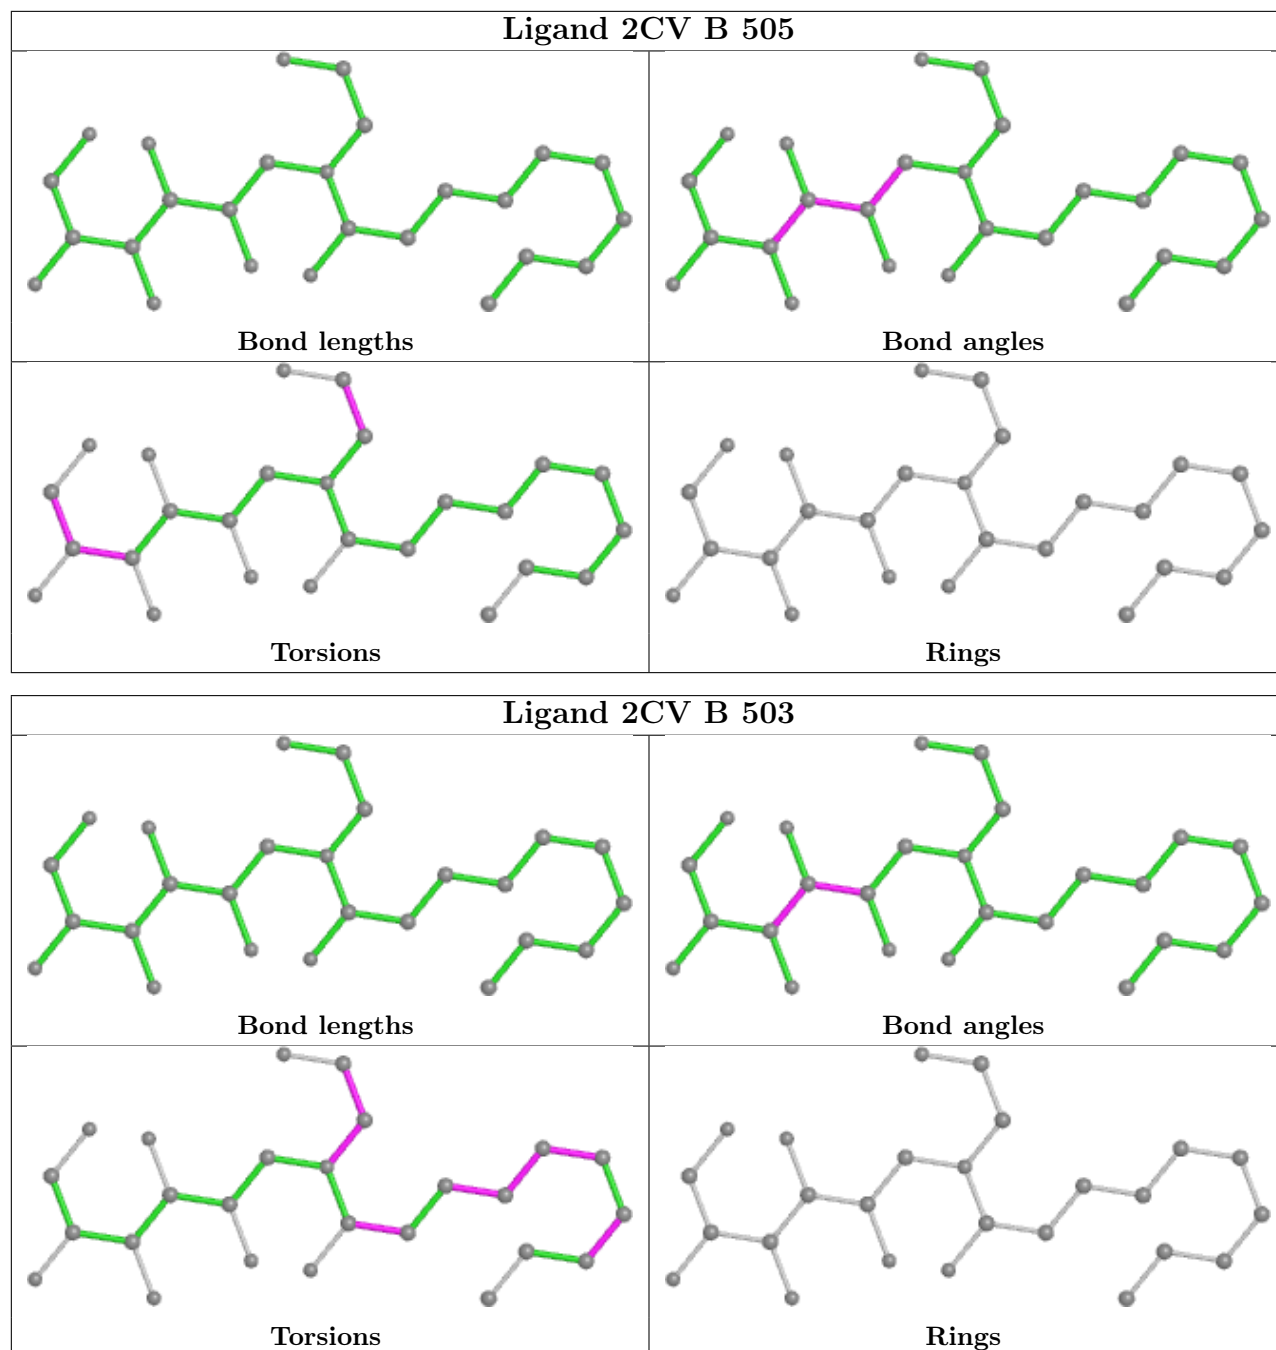 Ligand 2CV B 505
Bond lengths
Bond angles
Torsions
Rings
Ligand 2CV B 503
Bond lengths
Bond angles
Torsions
Rings